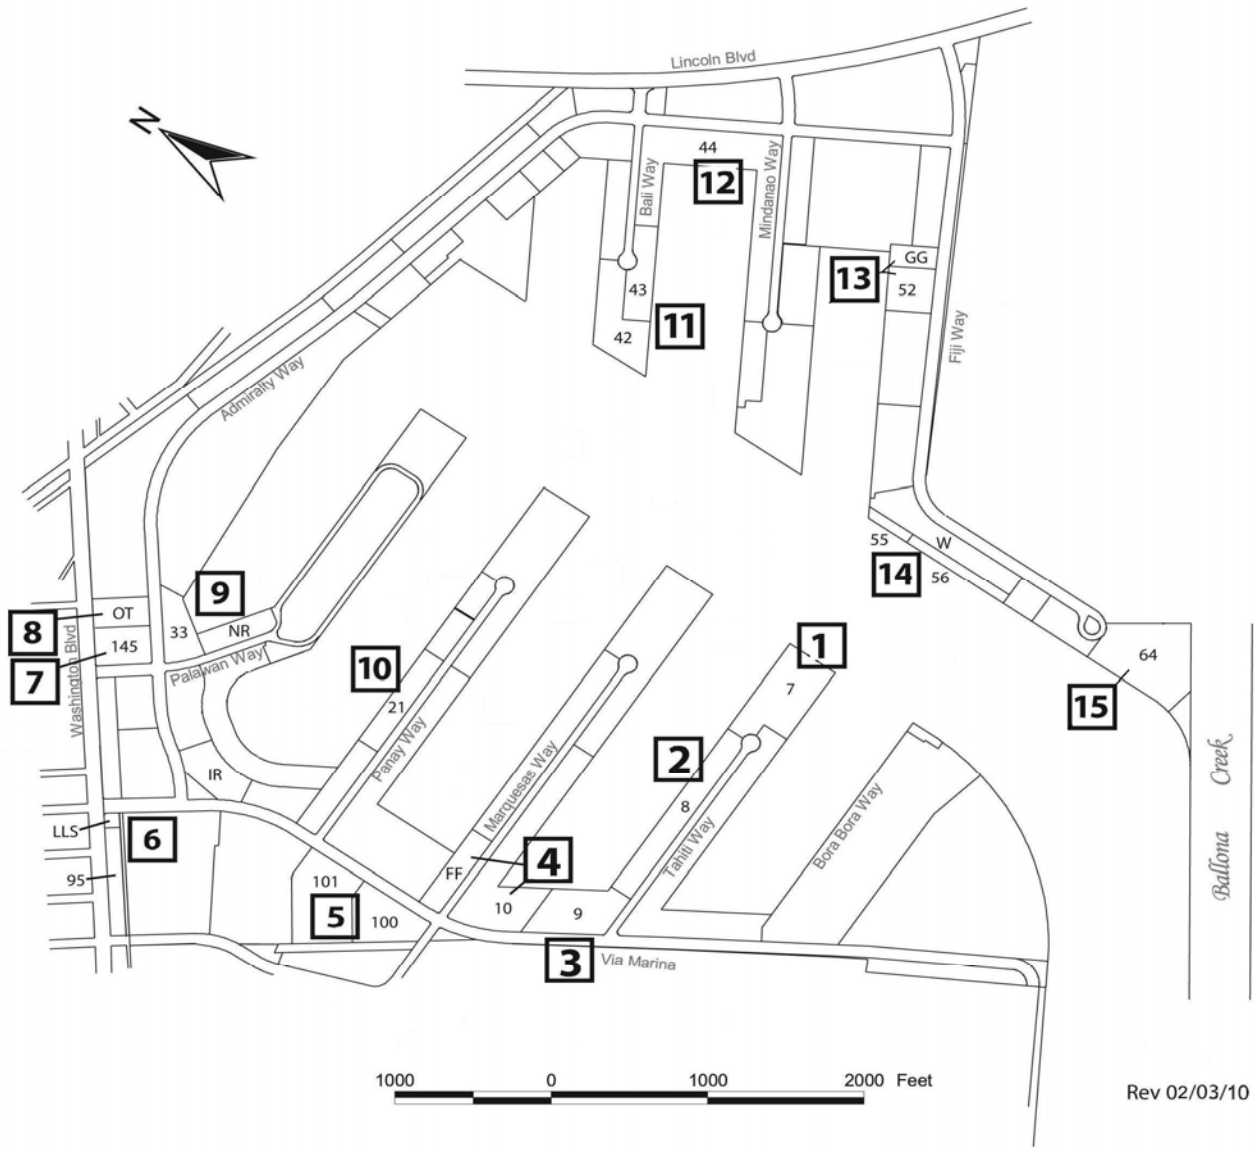 Lincoln Blvd
N
44
12
Bali Way
Mindanao Way
13
GG
52
43
11
42
Fiji Way
Admiralty Way
55
W
14
56
9
OT
8
33
NR
145
7
Washington Blvd
Palawan Way
10
21
1
7
64
15
2
8
IR
Panay Way
Marquesas Way
Tahiti Way
Bora Bora Way
Ballona Creek
LLS
6
95
4
FF
101
5
100
10
9
3
Via Marina
1000 0 1000 2000 Feet
Rev 02/03/10